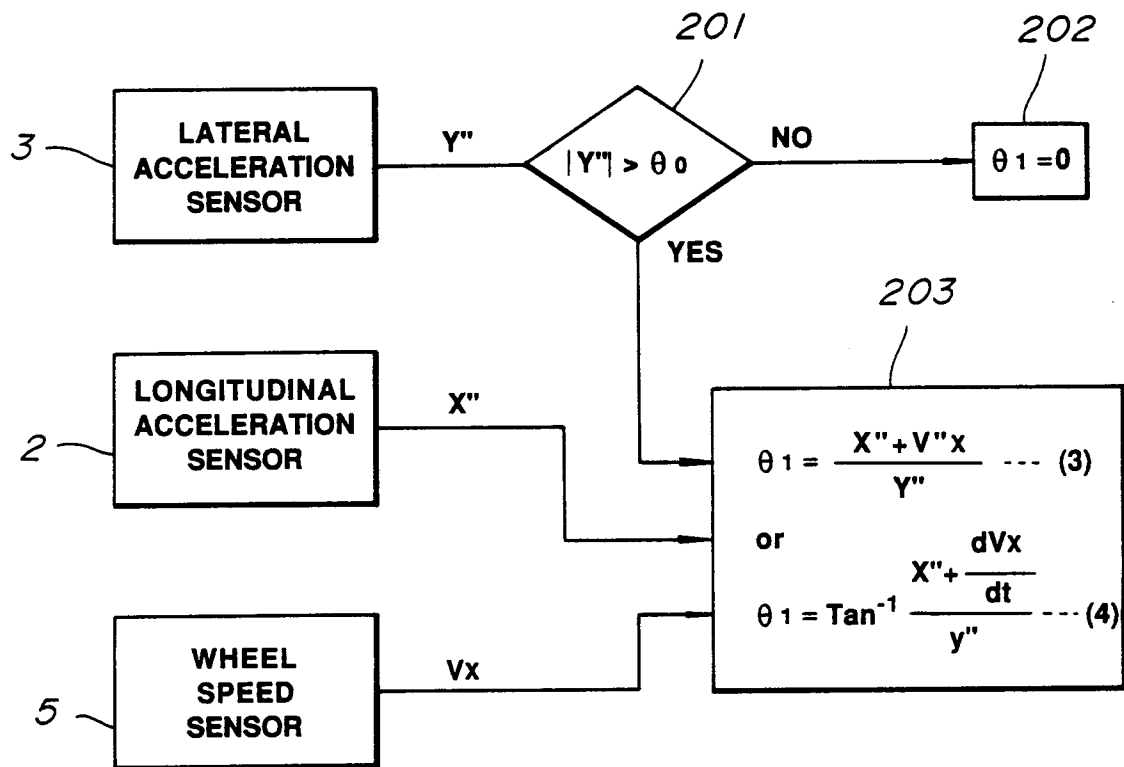 201
202
3
LATERAL
ACCELERATION
SENSOR
Y"
|Y"| > θ0
NO
θ1=0
YES
203
2
LONGITUDINAL
ACCELERATION
SENSOR
X"
θ1 = X" + V"x / Y" --- (3)
or
θ1 = Tan⁻¹ X" + dVx/dt / y" --- (4)
5
WHEEL
SPEED
SENSOR
Vx